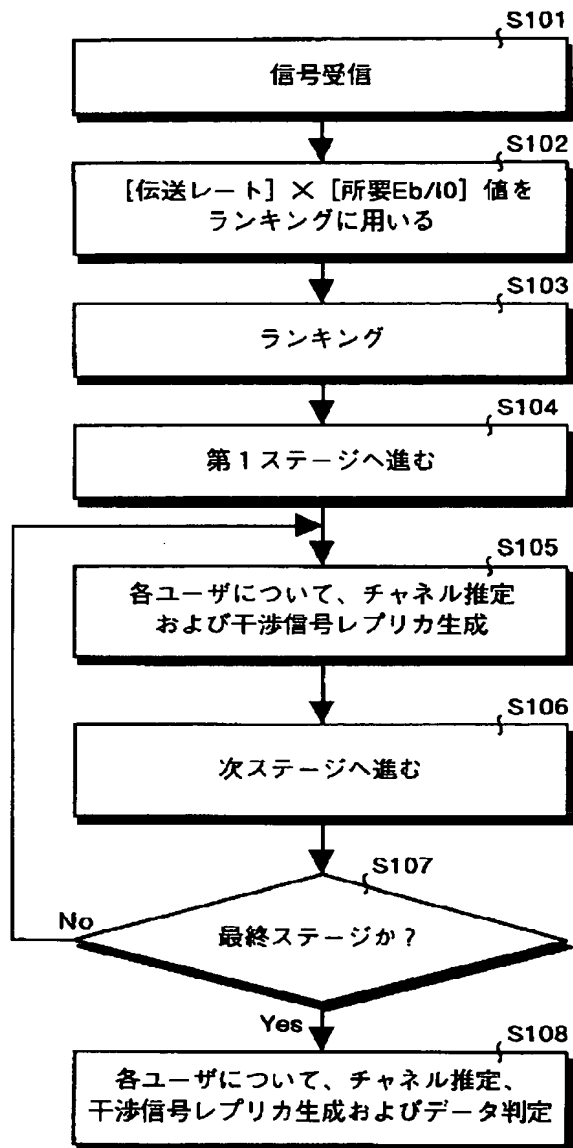 S101
信号受信
S102
[伝送レート] × [所要Eb/I0] 値を
ランキングに用いる
S103
ランキング
S104
第1ステージへ進む
S105
各ユーザについて、チャネル推定
および干渉信号レプリカ生成
S106
次ステージへ進む
S107
最終ステージか?
No
Yes
S108
各ユーザについて、チャネル推定、
干渉信号レプリカ生成およびデータ判定